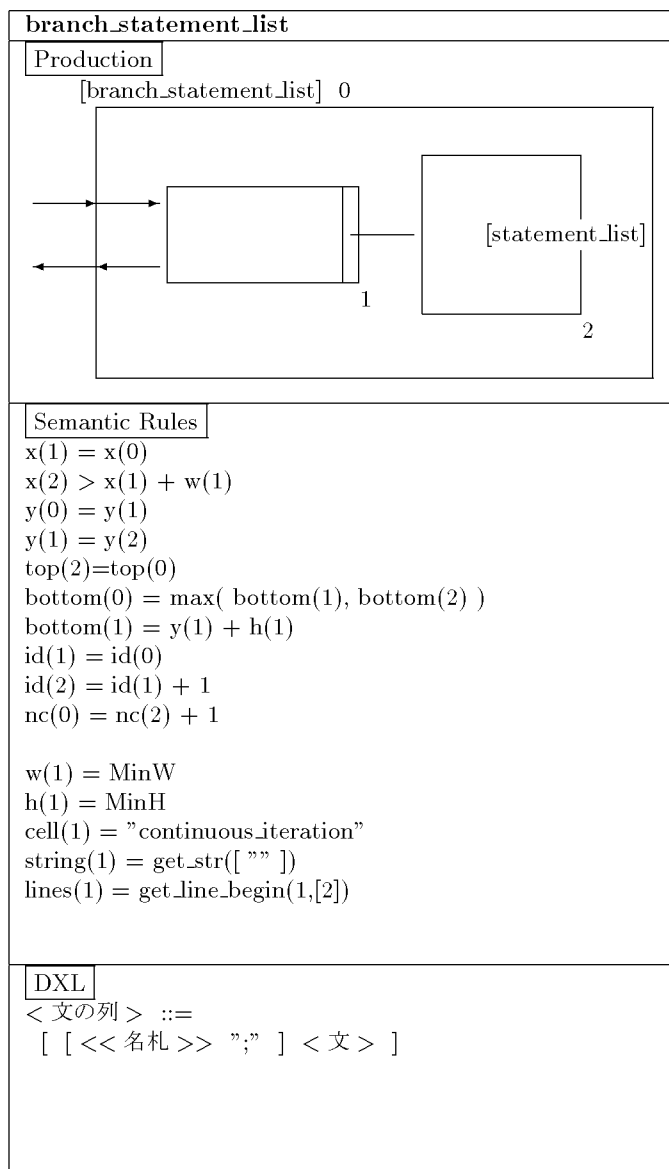 branch_statement_list
Production
[branch_statement_list] 0
[statement_list]
1
2
Semantic Rules
x(1) = x(0)
x(2) > x(1) + w(1)
y(0) = y(1)
y(1) = y(2)
top(2)=top(0)
bottom(0) = max( bottom(1), bottom(2) )
bottom(1) = y(1) + h(1)
id(1) = id(0)
id(2) = id(1) + 1
nc(0) = nc(2) + 1
w(1) = MinW
h(1) = MinH
cell(1) = ”continuous_iteration”
string(1) = get_str([ ”” ])
lines(1) = get_line_begin(1,[2])
DXL
< 文の列 > ::=
[ [ << 名札 >> ”;” ] < 文 > ]